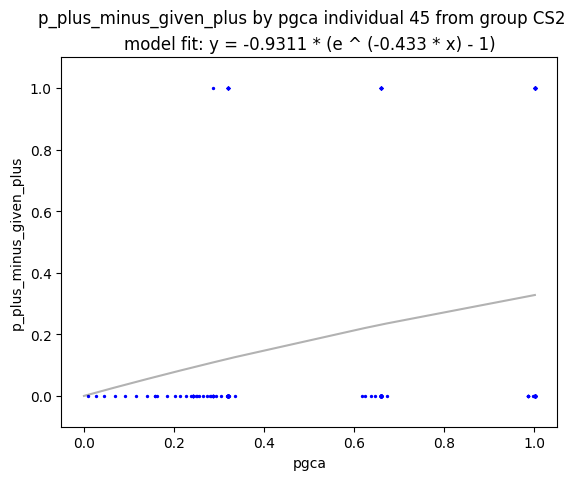 p_plus_minus_given_plus by pgca individual 45 from group CS2
model fit: y = -0.9311 * (e ^ (-0.433 * x) - 1)
1.0
0.8
0.6
0.4
0.2
0.0
p_plus_minus_given_plus
0.0 0.2 0.4 0.6 0.8 1.0
pgca